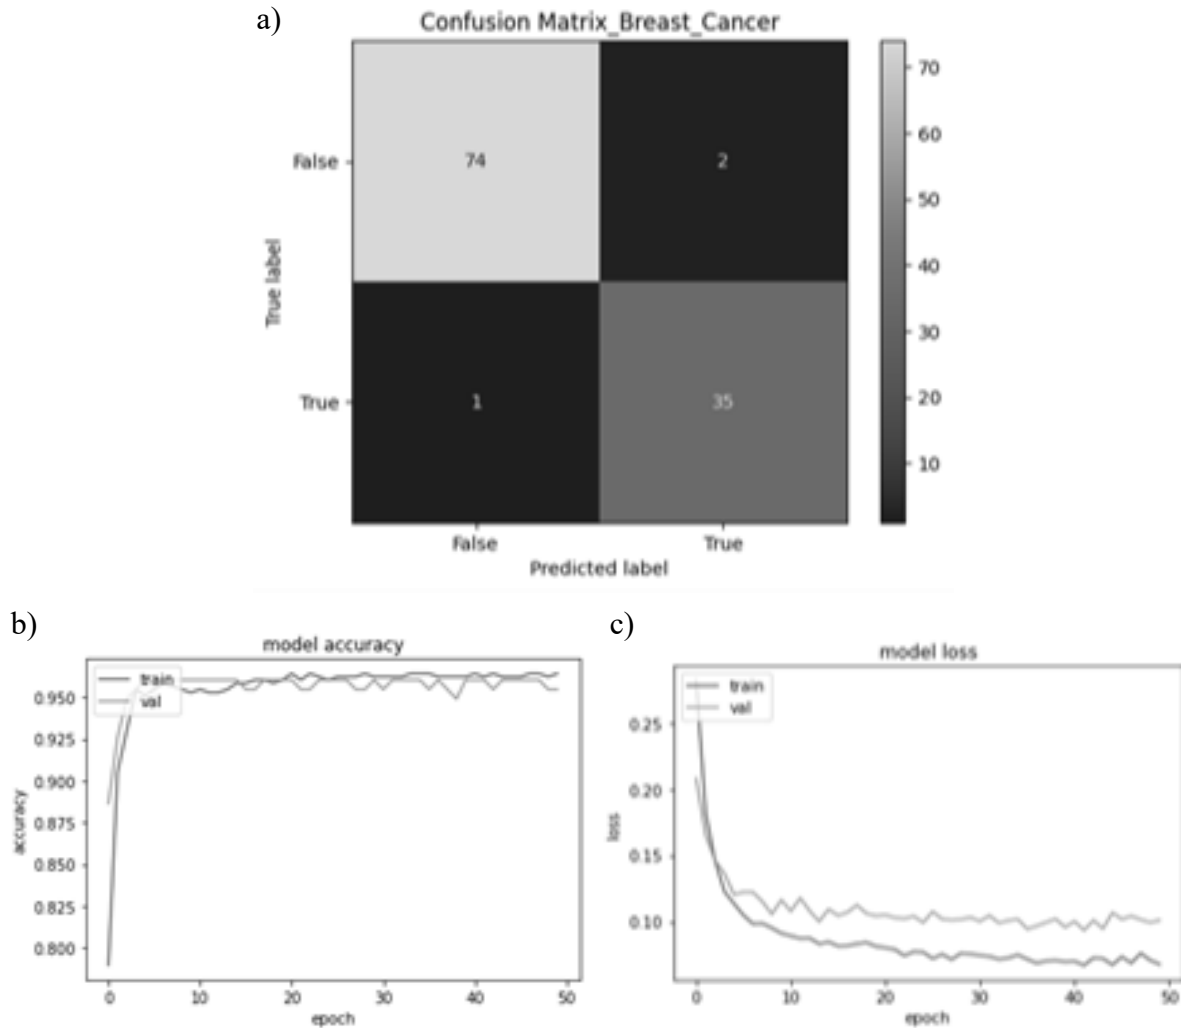 a)
Confusion Matrix_Breast_Cancer
True label
False
74
2
True
1
35
False
True
Predicted label
70
60
50
40
30
20
10
b)
model accuracy
train
val
accuracy
0.950
0.925
0.900
0.875
0.850
0.825
0.800
0
10
20
30
40
50
epoch
c)
model loss
train
val
loss
0.25
0.20
0.15
0.10
0
10
20
30
40
50
epoch